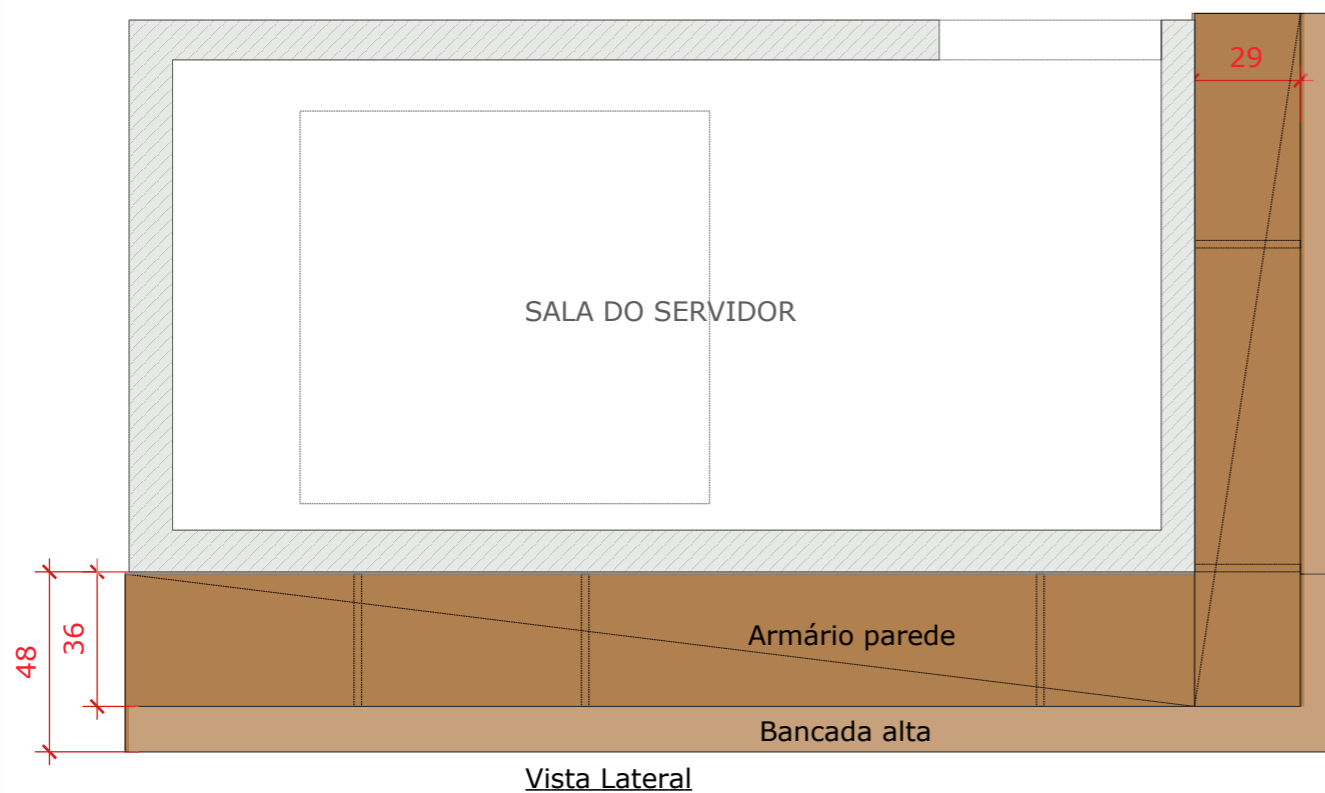 29
SALA DO SERVIDOR
36
48
Armário parede
Bancada alta
Vista Lateral